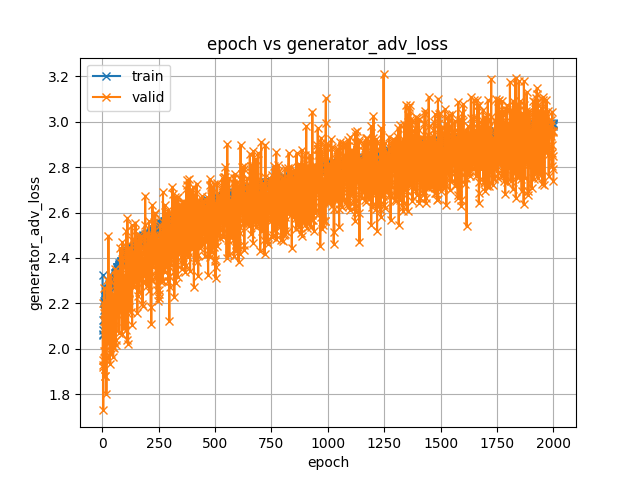 epoch vs generator_adv_loss
train
valid
generator_adv_loss
3.2
3.0
2.8
2.6
2.4
2.2
2.0
1.8
0 250 500 750 1000 1250 1500 1750 2000
epoch